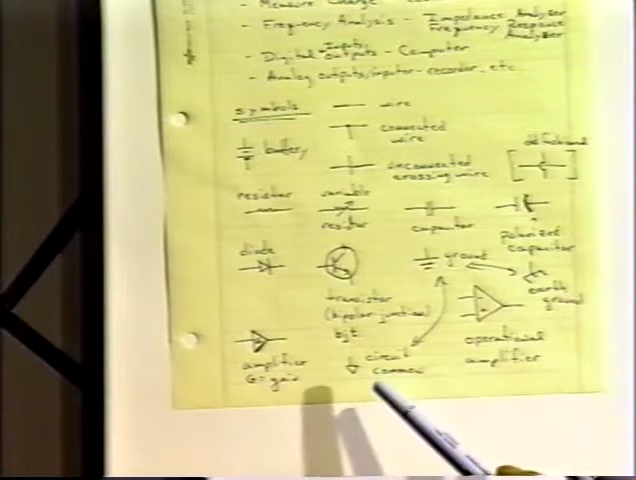 - Measure Charge
- Frequency Analysis - Impedance Analyzer
Frequency Response
Analyzer
- Digital Inputs
Outputs - Computer
- Analog outputs/inputs - recorder, etc.
symbols
wire
connected
wire
battery
unconnected
crossing wire
old fashioned
resistor
variable
resistor
capacitor
polarized
capacitor
diode
ground
earth
ground
transistor
(bipolar junction)
bjt
operational
amplifier
amplifier
G = gain
circuit
common